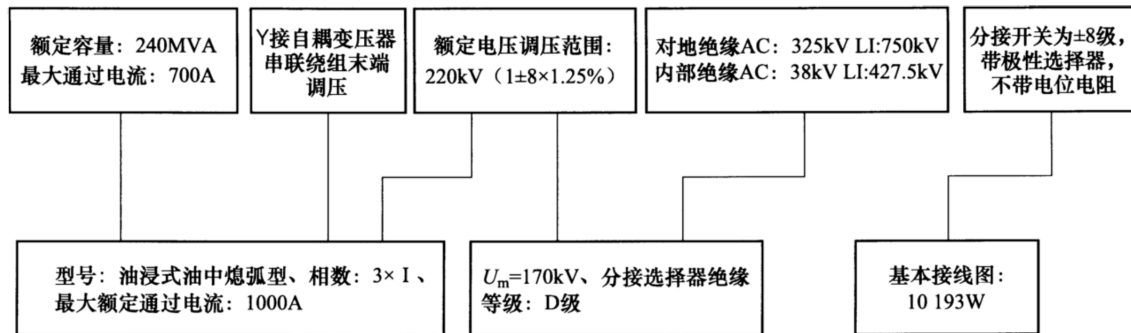 额定容量：240MVA
最大通过电流：700A
Y接自耦变压器
串联绕组末端
调压
额定电压调压范围：
220kV（1±8×1.25%）
对地绝缘AC：325kV LI:750kV
内部绝缘AC：38kV LI:427.5kV
分接开关为±8级，
带极性选择器，
不带电位电阻
型号：油浸式油中熄弧型、相数：3×Ⅰ、
最大额定通过电流：1000A
Um=170kV、分接选择器绝缘
等级：D级
基本接线图：
10 193W